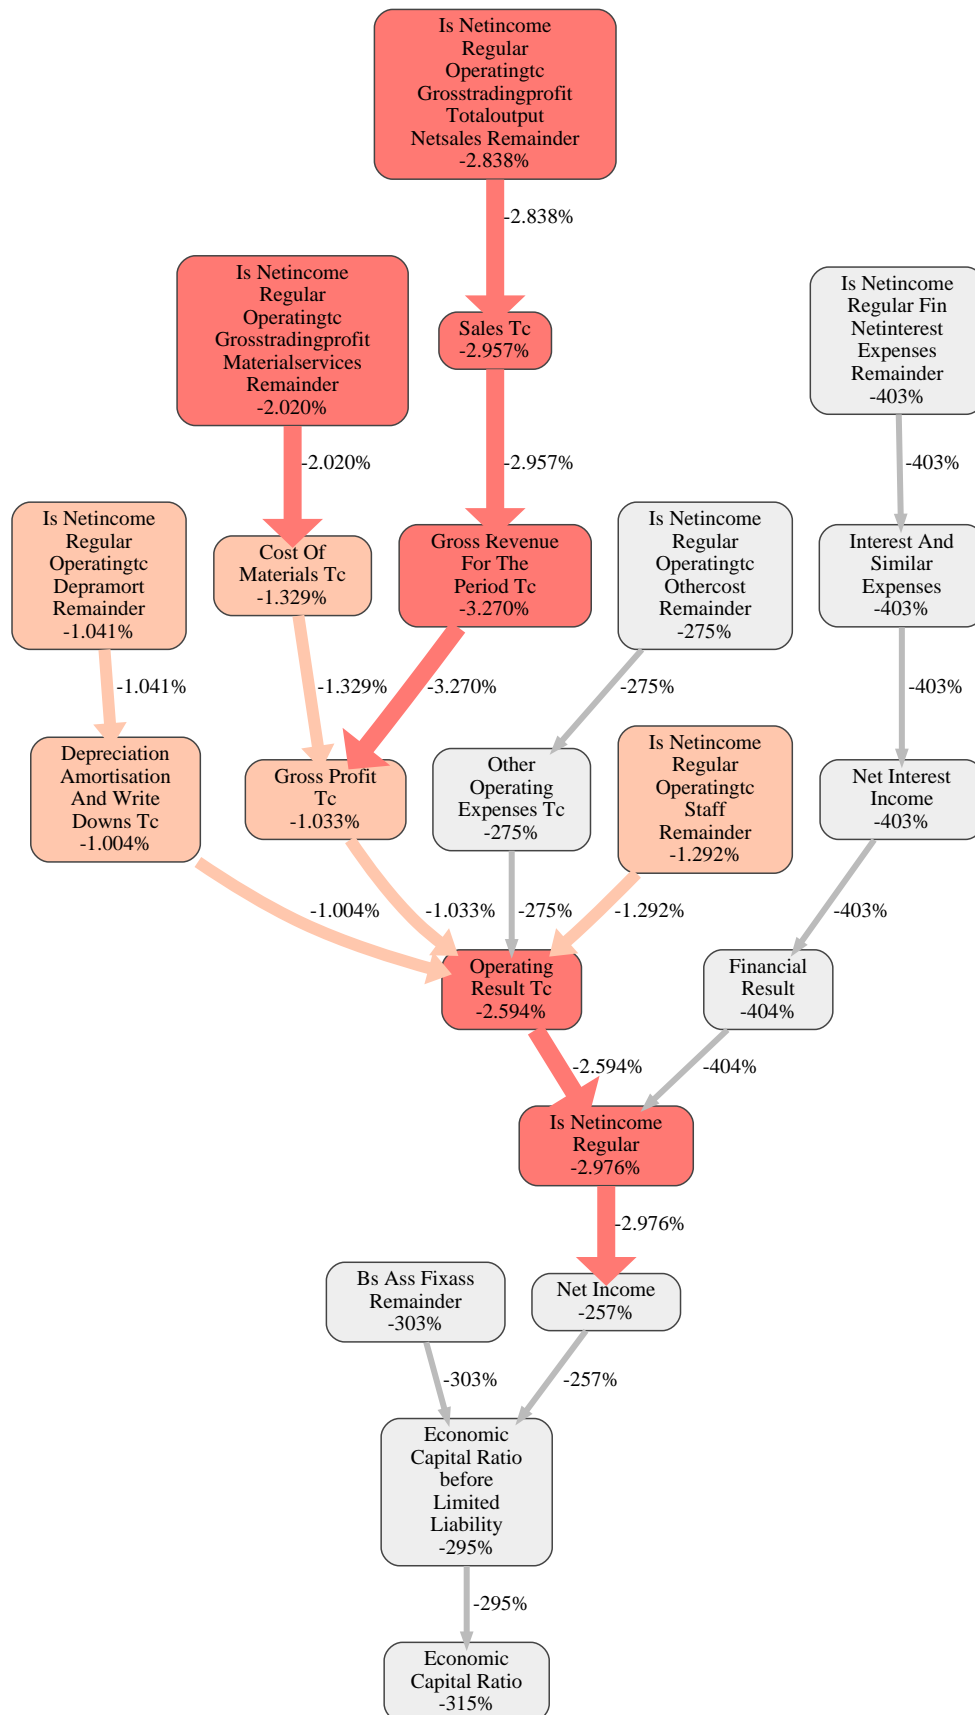 Is Netincome
Regular
Operatingtc
Grosstradingprofit
Totaloutput
Netsales Remainder
-2.838%
-2.838%
Is Netincome
Regular
Operatingtc
Grosstradingprofit
Materialservices
Remainder
-2.020%
Sales Tc
-2.957%
Is Netincome
Regular Fin
Netinterest
Expenses
Remainder
-403%
-2.020%
-2.957%
-403%
Is Netincome
Regular
Operatingtc
Depramort
Remainder
-1.041%
Cost Of
Materials Tc
-1.329%
Gross Revenue
For The
Period Tc
-3.270%
Is Netincome
Regular
Operatingtc
Othercost
Remainder
-275%
Interest And
Similar
Expenses
-403%
-1.041%
-1.329%
-3.270%
-275%
-403%
Depreciation
Amortisation
And Write
Downs Tc
-1.004%
Gross Profit
Tc
-1.033%
Other
Operating
Expenses Tc
-275%
Is Netincome
Regular
Operatingtc
Staff
Remainder
-1.292%
Net Interest
Income
-403%
-1.004%
-1.033%
-275%
-1.292%
-403%
Operating
Result Tc
-2.594%
Financial
Result
-404%
-2.594%
-404%
Is Netincome
Regular
-2.976%
-2.976%
Bs Ass Fixass
Remainder
-303%
Net Income
-257%
-303%
-257%
Economic
Capital Ratio
before
Limited
Liability
-295%
-295%
Economic
Capital Ratio
-315%